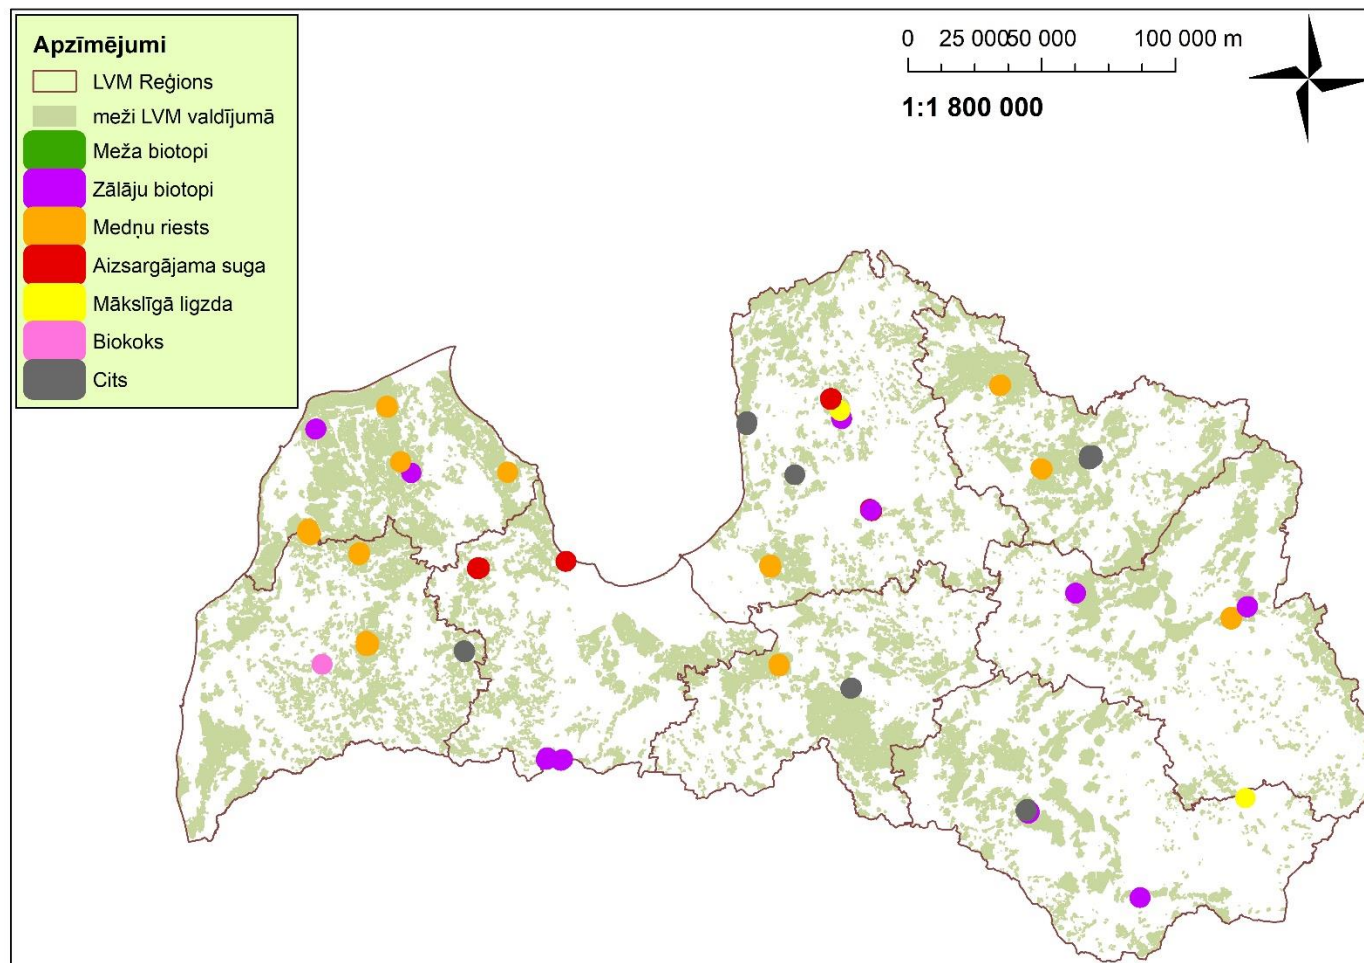 Apzīmējumi
LVM Reģions
meži LVM valdījumā
Meža biotopi
Zālāju biotopi
Medņu riests
Aizsargājama suga
Mākslīgā ligzda
Biokoks
Cits
0 25 000 50 000 100 000 m
1:1 800 000